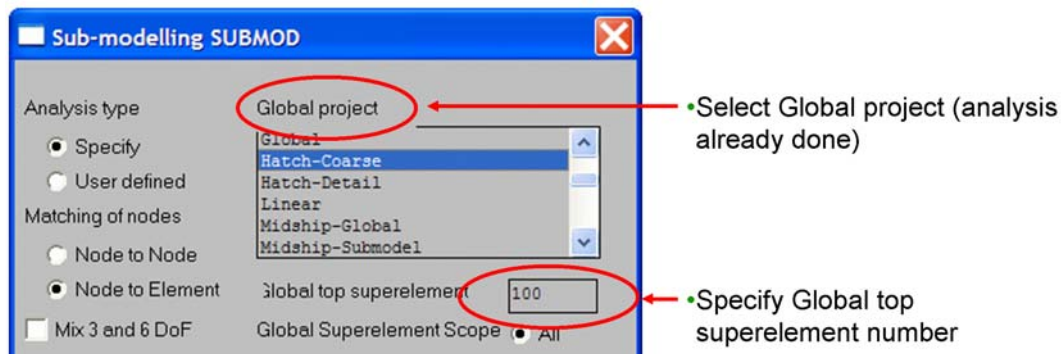 Sub-modelling SUBMOD
Analysis type
Global project
Specify
User defined
Global
Hatch-Coarse
Hatch-Detail
Linear
Midship-Global
Midship-Submodel
Matching of nodes
Node to Node
Node to Element
Global top superelement
100
Mix 3 and 6 DoF
Global Superelement Scope
All
•Select Global project (analysis
already done)
•Specify Global top
superelement number